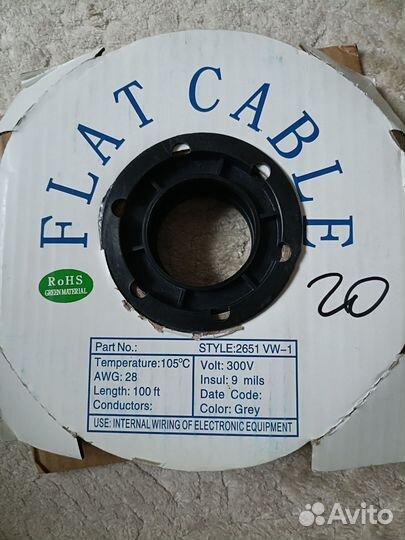 FLAT CABLE
RoHS
GREEN MATERIAL
20
Part No.: STYLE:2651 VW-1
Temperature:105°C Volt: 300V
AWG: 28 Insul: 9 mils
Length: 100 ft Date Code:
Conductors: Color: Grey
USE: INTERNAL WIRING OF ELECTRONIC EQUIPMENT
Avito